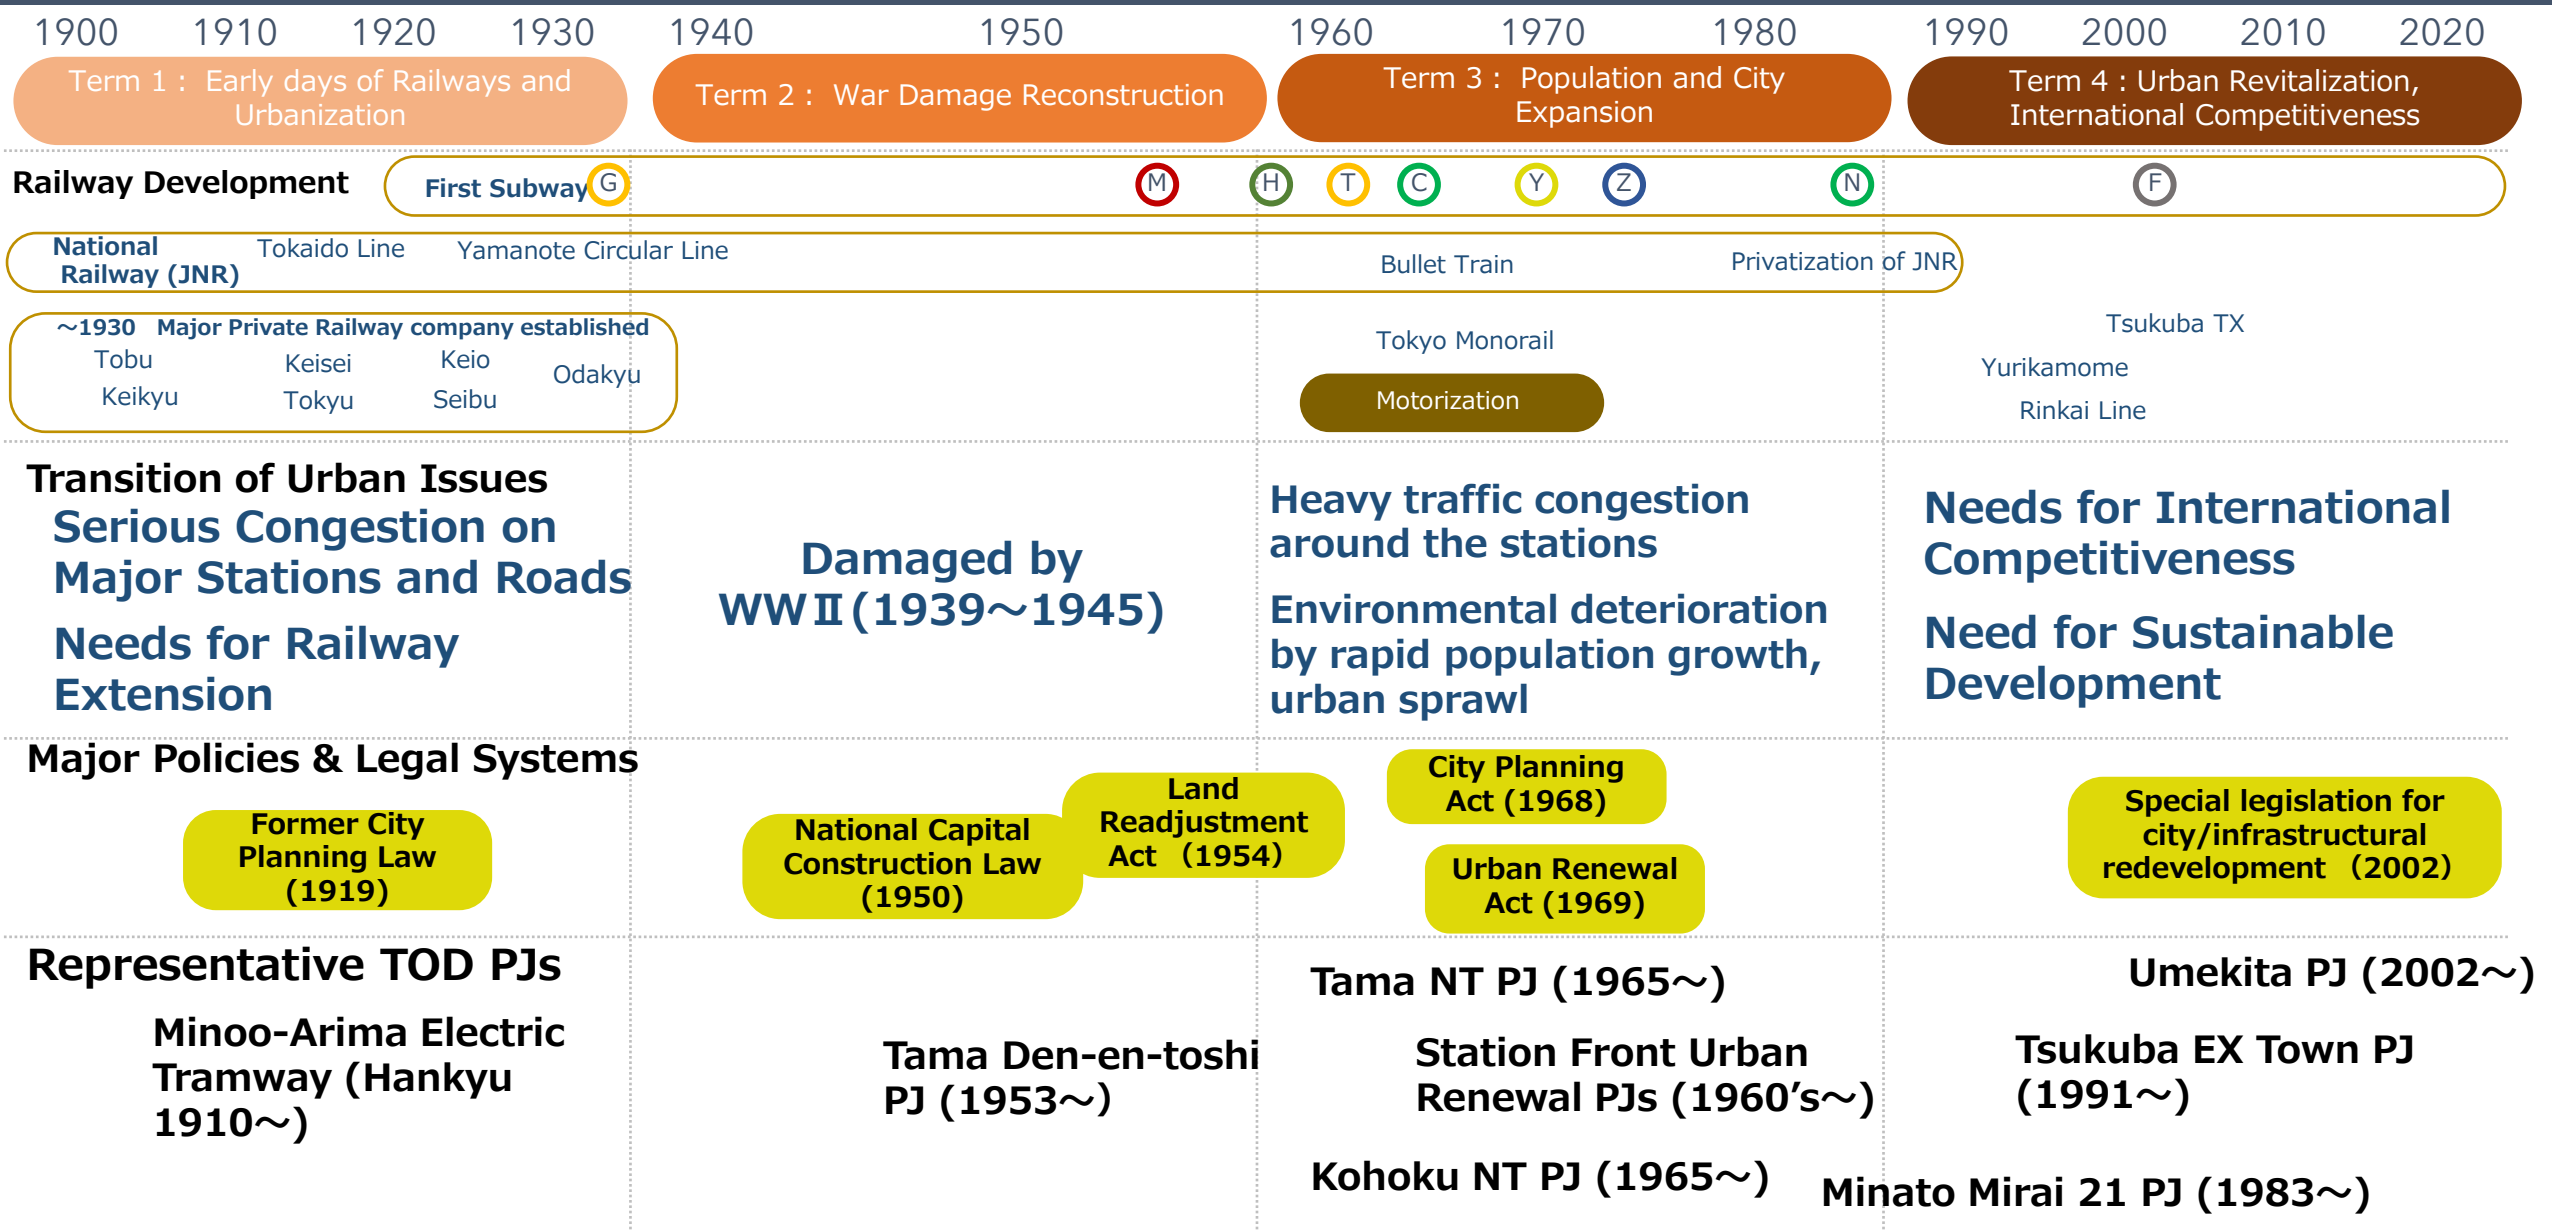 1900 1910 1920 1930 1940 1950 1960 1970 1980 1990 2000 2010 2020
Term 1 : Early days of Railways and
Urbanization
Term 2 : War Damage Reconstruction
Term 3 : Population and City
Expansion
Term 4 : Urban Revitalization,
International Competitiveness
Railway Development
First Subway
G
M
H
T
C
Y
Z
N
F
National
Railway (JNR)
Tokaido Line
Yamanote Circular Line
Bullet Train
Privatization of JNR
～1930 Major Private Railway company established
Tobu
Keisei
Keio
Odakyu
Keikyu
Tokyu
Seibu
Tokyo Monorail
Motorization
Tsukuba TX
Yurikamome
Rinkai Line
Transition of Urban Issues
Serious Congestion on
Major Stations and Roads
Needs for Railway
Extension
Damaged by
WWⅡ(1939～1945)
Heavy traffic congestion
around the stations
Environmental deterioration
by rapid population growth,
urban sprawl
Needs for International
Competitiveness
Need for Sustainable
Development
Major Policies & Legal Systems
Former City
Planning Law
(1919)
National Capital
Construction Law
(1950)
Land
Readjustment
Act （1954）
City Planning
Act (1968)
Urban Renewal
Act (1969)
Special legislation for
city/infrastructural
redevelopment （2002）
Representative TOD PJs
Minoo-Arima Electric
Tramway (Hankyu
1910～)
Tama Den-en-toshi
PJ (1953～)
Tama NT PJ (1965～)
Station Front Urban
Renewal PJs (1960’s～)
Kohoku NT PJ (1965～)
Umekita PJ (2002～)
Tsukuba EX Town PJ
(1991～)
Minato Mirai 21 PJ (1983～)